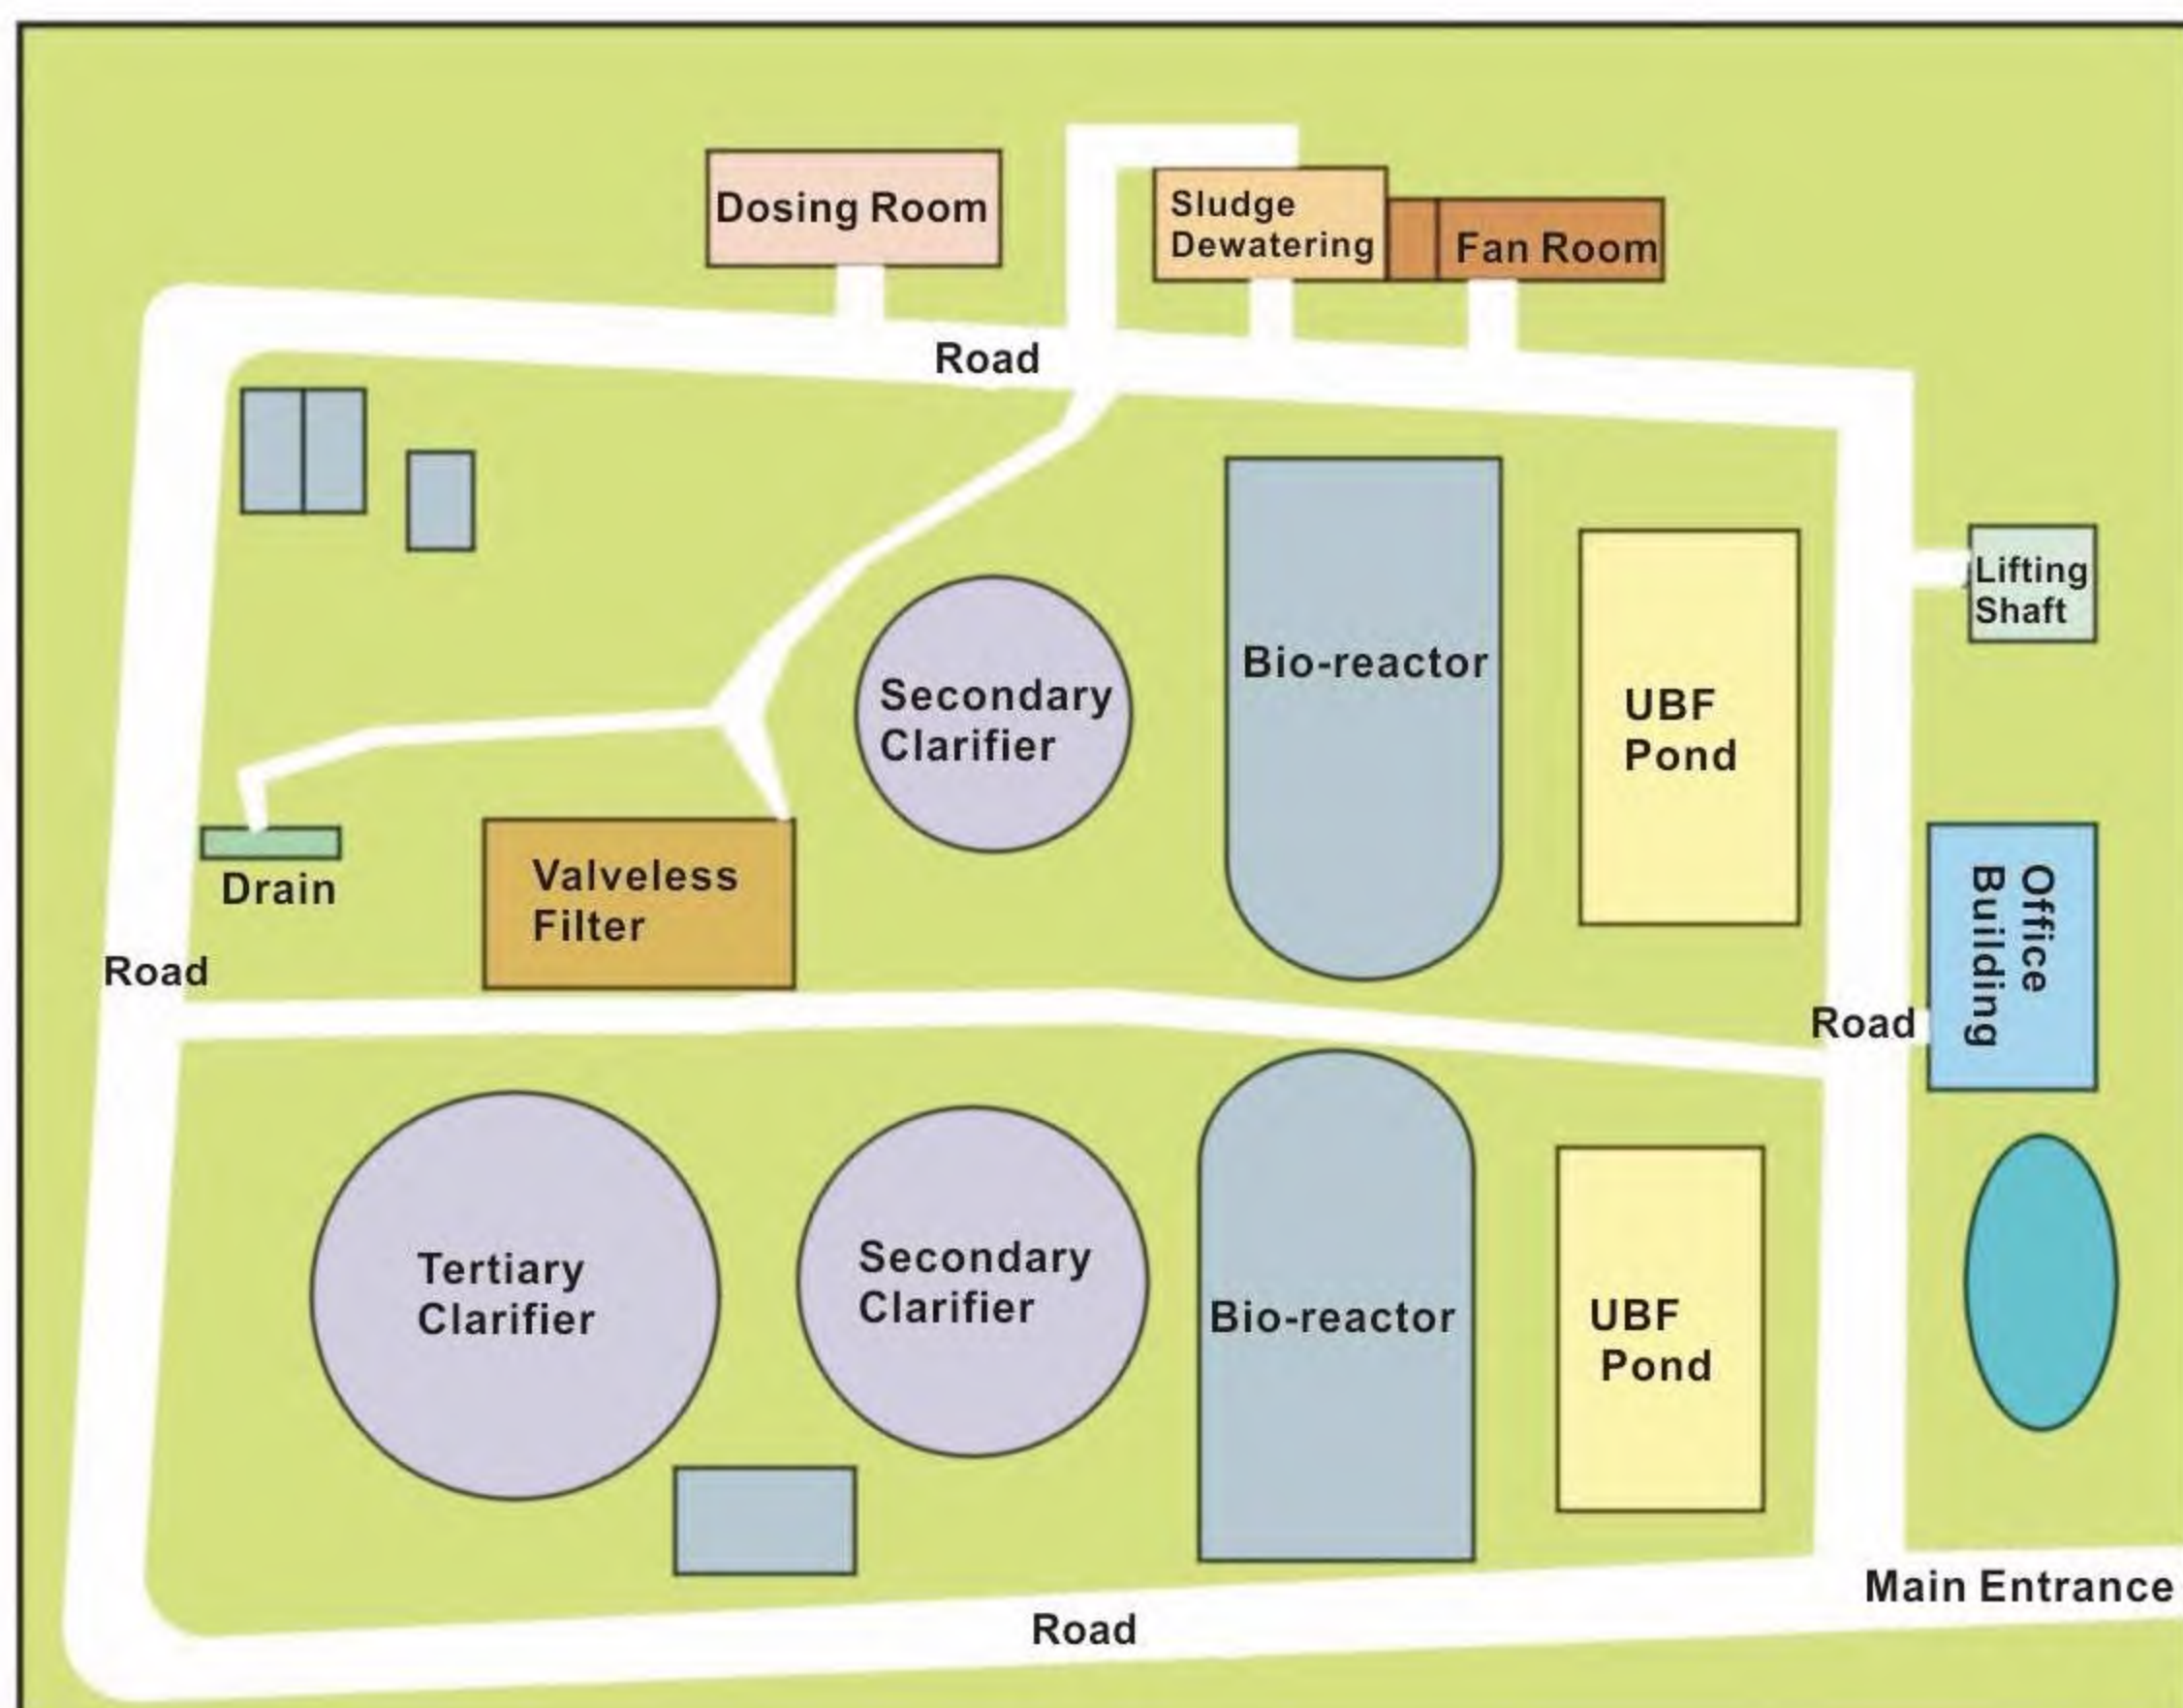 Dosing Room
Sludge
Dewatering
Fan Room
Road
Lifting
Shaft
Secondary
Clarifier
Bio-reactor
UBF
Pond
Drain
Valveless
Filter
Office
Building
Road
Road
Tertiary
Clarifier
Secondary
Clarifier
Bio-reactor
UBF
Pond
Main Entrance
Road